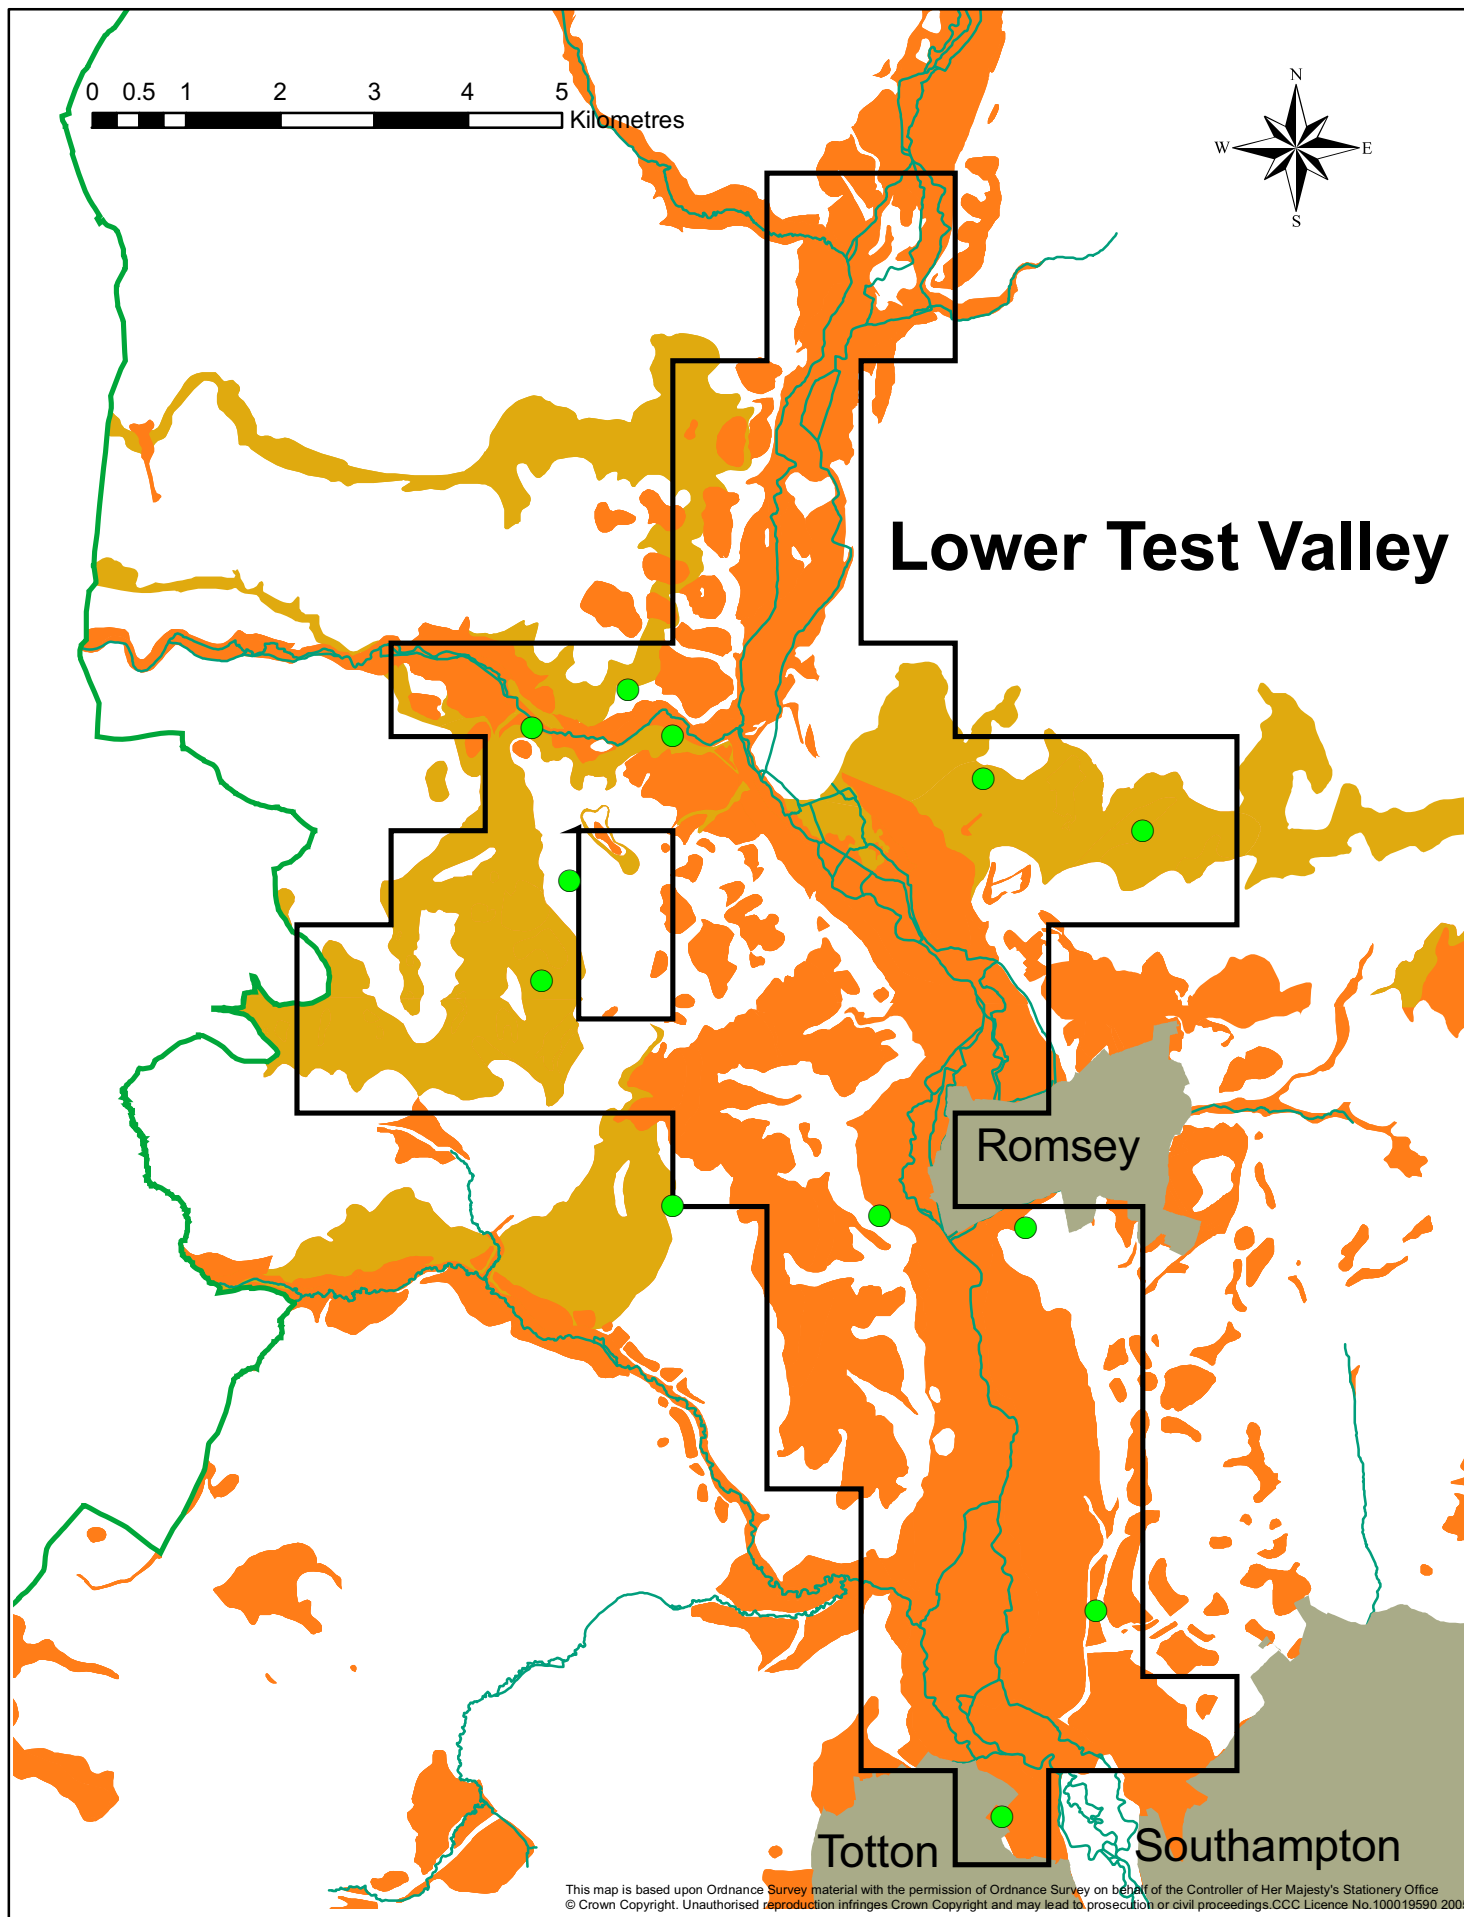 0 0.5 1 2 3 4 5
Kilometres
N
W E
S
Lower Test Valley
Romsey
Totton
Southampton
This map is based upon Ordnance Survey material with the permission of Ordnance Survey on behalf of the Controller of Her Majesty's Stationery Office
© Crown Copyright. Unauthorised reproduction infringes Crown Copyright and may lead to prosecution or civil proceedings.CCC Licence No.100019590 2005